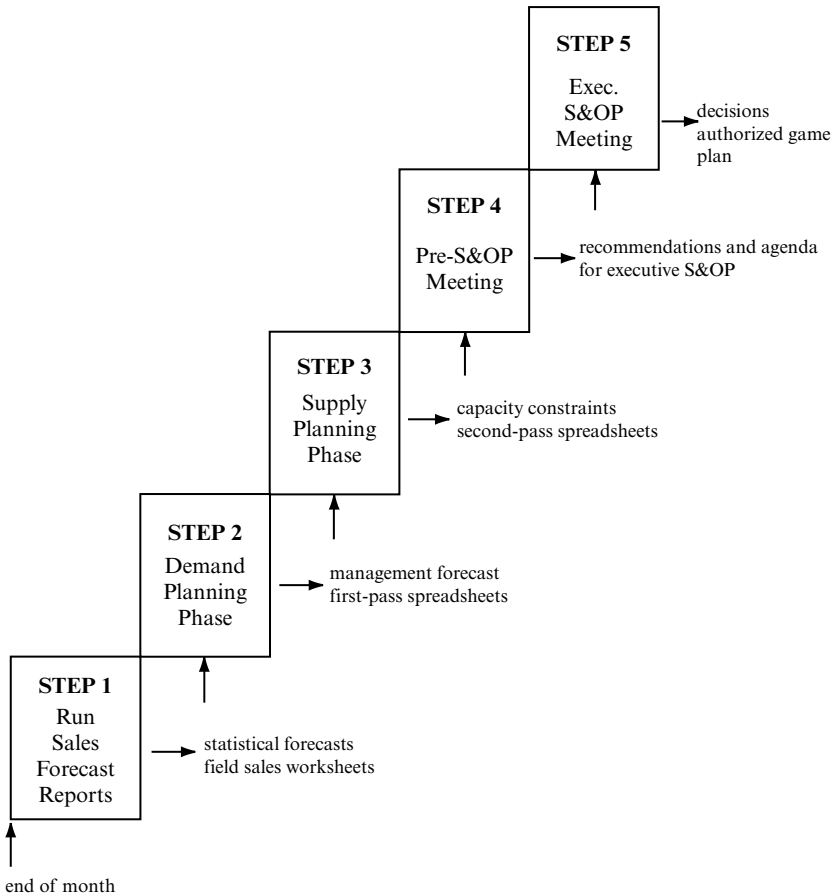 STEP 5
Exec.
S&OP
Meeting
decisions
authorized game
plan
STEP 4
Pre-S&OP
Meeting
recommendations and agenda
for executive S&OP
STEP 3
Supply
Planning
Phase
capacity constraints
second-pass spreadsheets
STEP 2
Demand
Planning
Phase
management forecast
first-pass spreadsheets
STEP 1
Run
Sales
Forecast
Reports
statistical forecasts
field sales worksheets
end of month